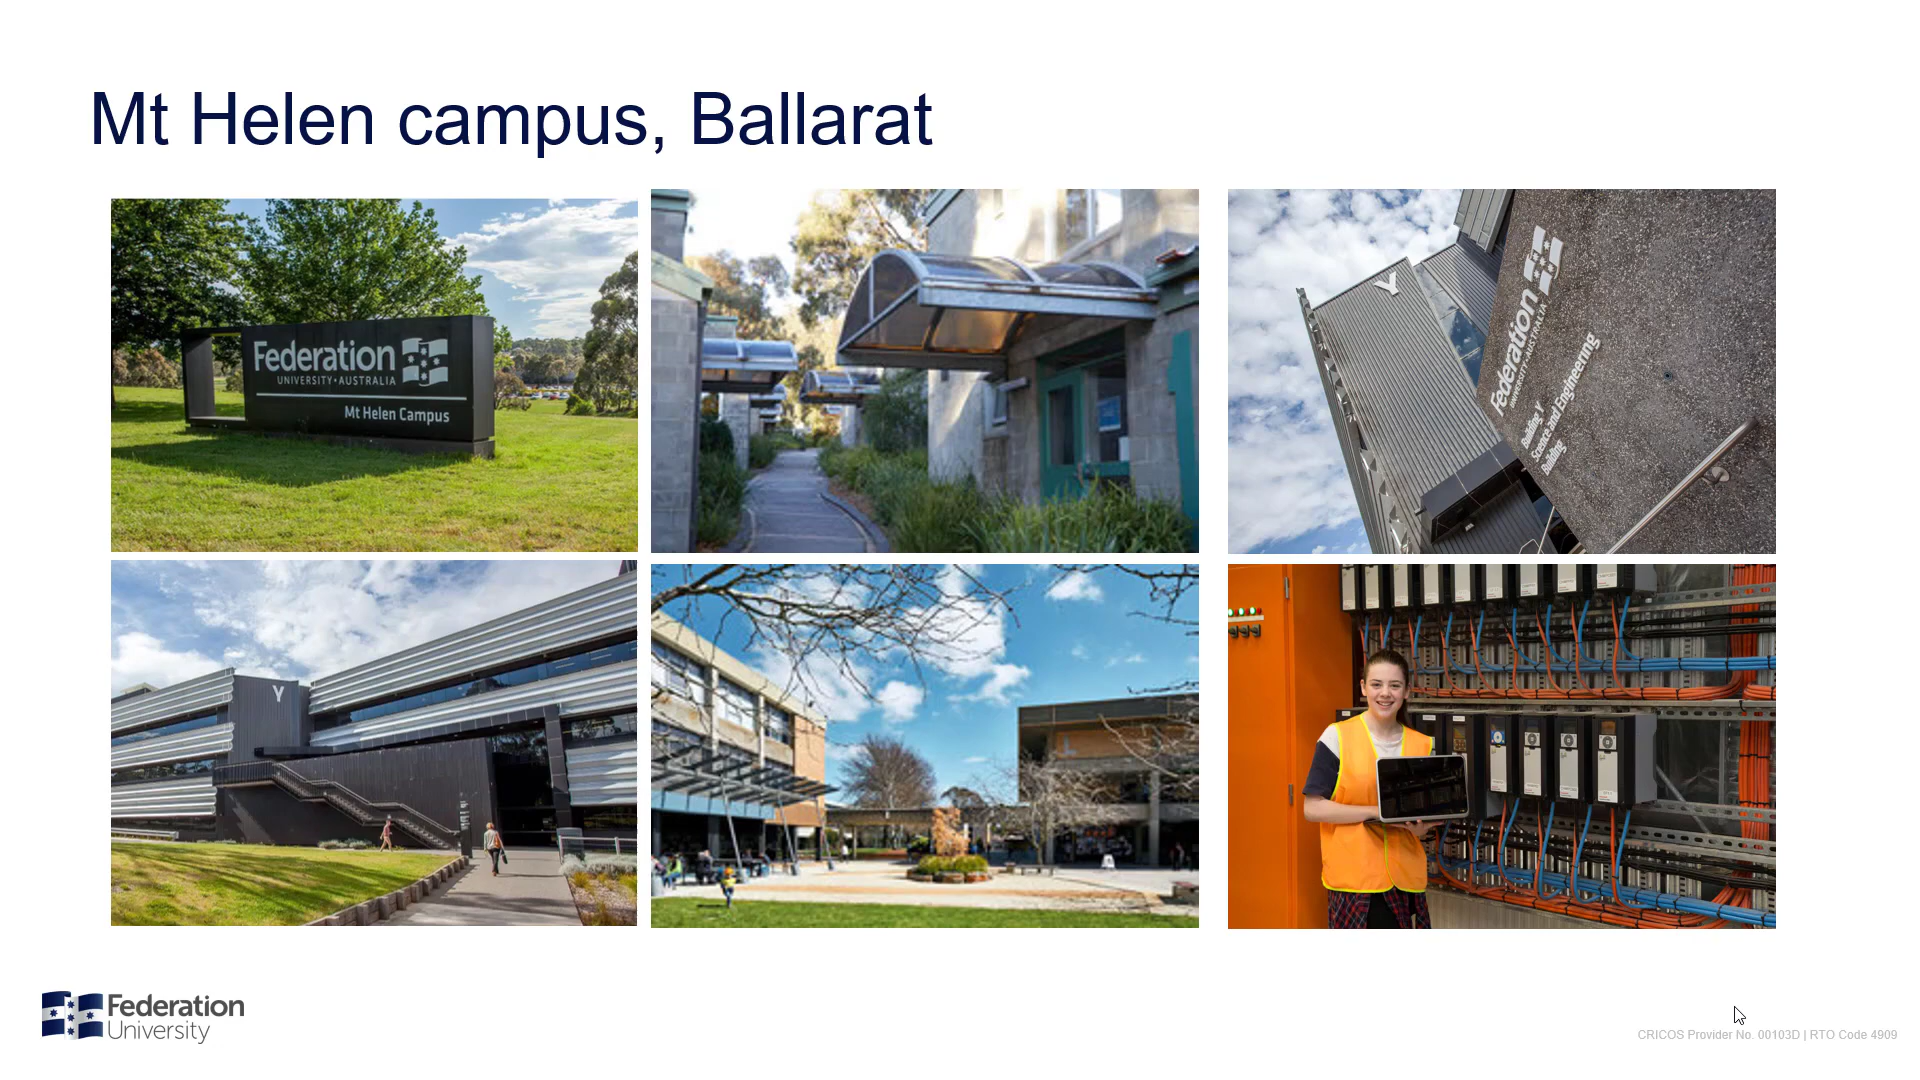 Mt Helen campus, Ballarat
Federation
UNIVERSITY • AUSTRALIA
Mt Helen Campus
Y
Federation
UNIVERSITY • AUSTRALIA
Building Y
Science and Engineering
Building
Y
Federation
University
CRICOS Provider No. 00103D | RTO Code 4909